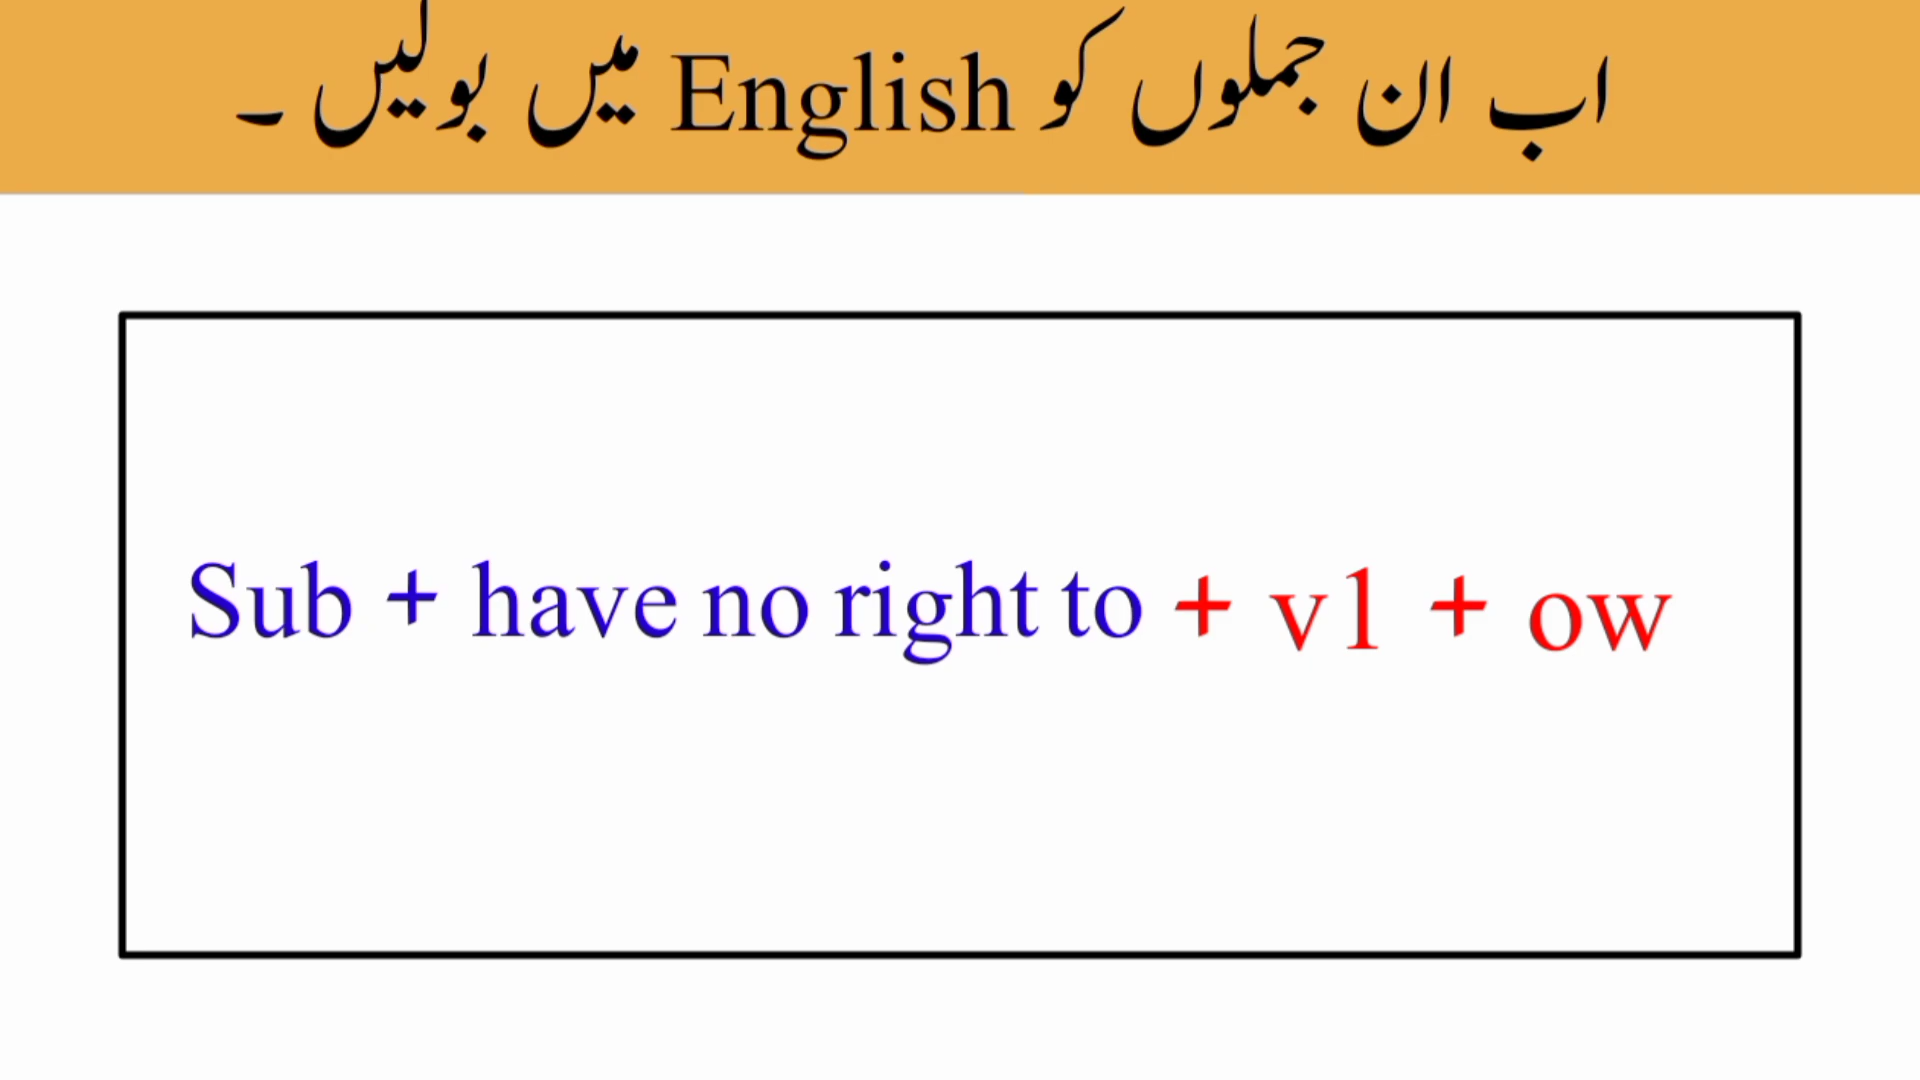 اب ان جملوں کو English میں بولیں ۔
Sub + have no right to + v1 + ow